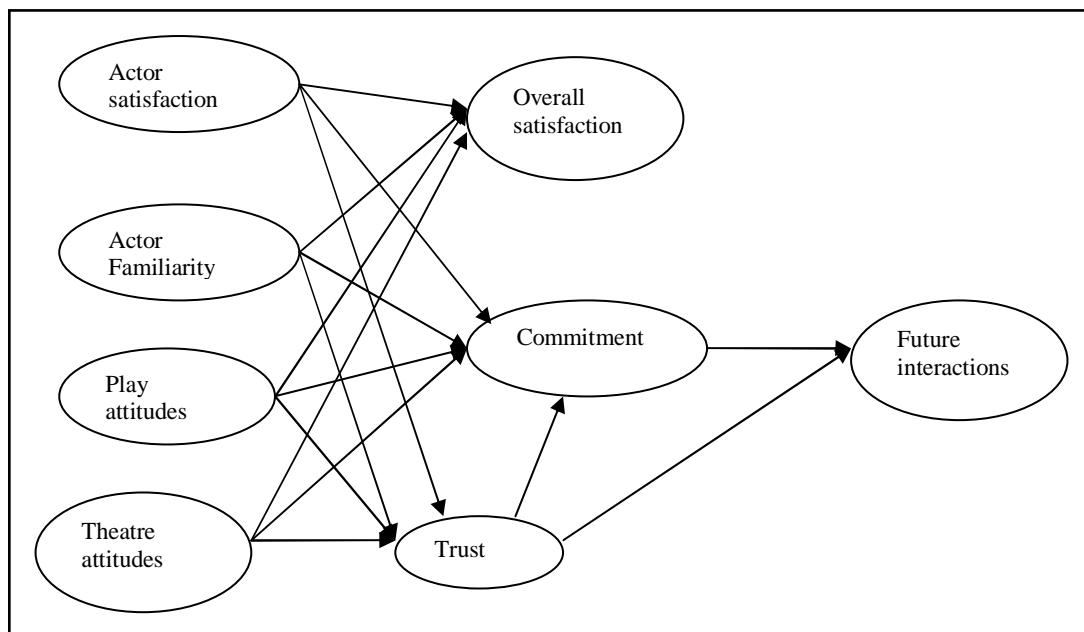 Actor
satisfaction
Overall
satisfaction
Actor
Familiarity
Commitment
Future
interactions
Play
attitudes
Theatre
attitudes
Trust